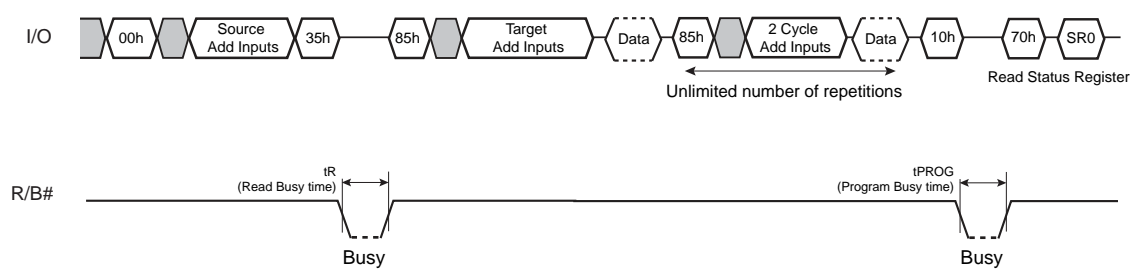 I/O
00h
Source
Add Inputs
35h
85h
Target
Add Inputs
Data
85h
2 Cycle
Add Inputs
Data
10h
70h
SR0
Unlimited number of repetitions
Read Status Register
R/B#
tR
(Read Busy time)
Busy
tPROG
(Program Busy time)
Busy